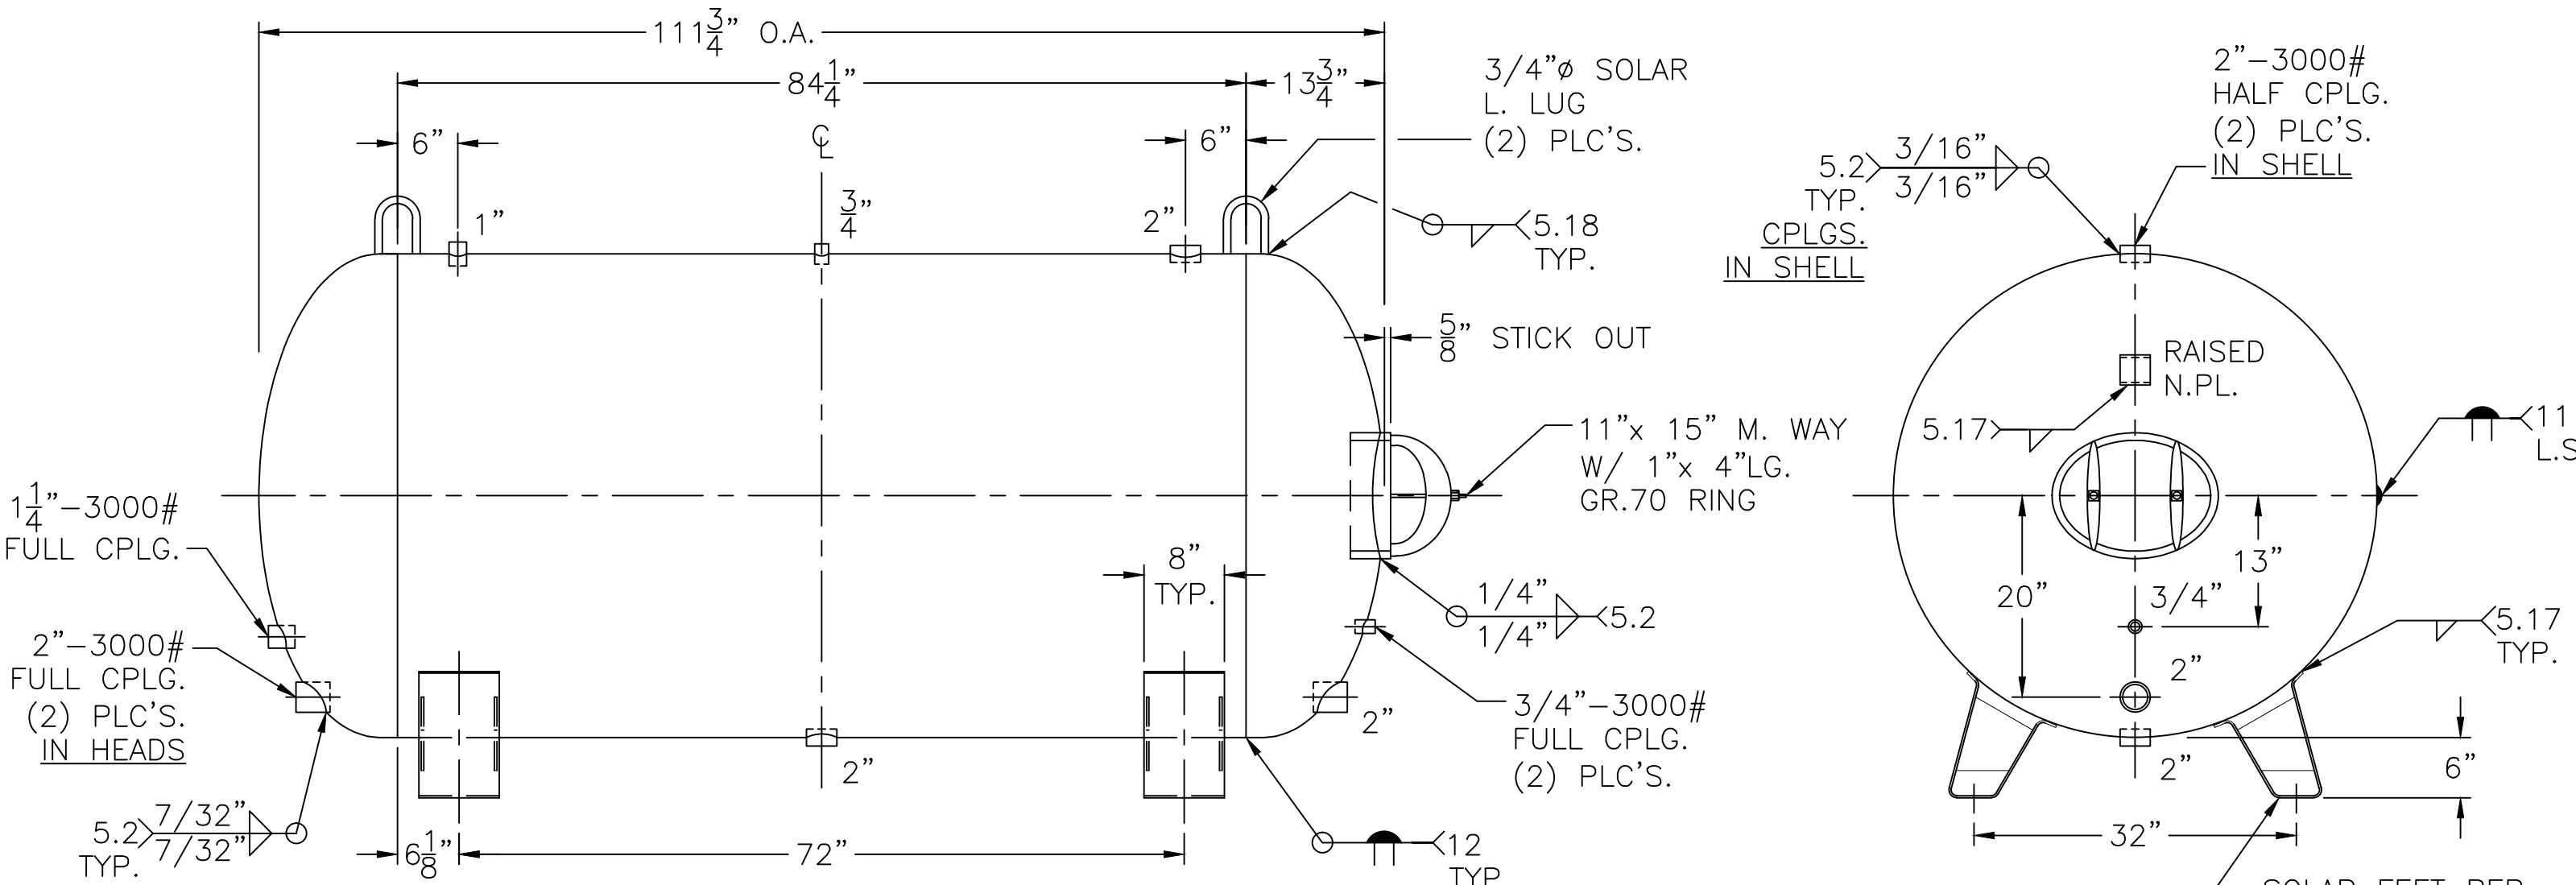 111 3/4" O.A.
84 1/4"
13 3/4"
6"
6"
℄
1"
3/4"
2"
3/4"ø SOLAR
L. LUG
(2) PLC'S.
5.18
TYP.
5/8" STICK OUT
11"x 15" M. WAY
W/ 1"x 4"LG.
GR.70 RING
1 1/4"-3000#
FULL CPLG.
2"-3000#
FULL CPLG.
(2) PLC'S.
IN HEADS
8"
TYP.
1/4"
1/4"
5.2
3/4"-3000#
FULL CPLG.
(2) PLC'S.
2"
2"
5.2
7/32"
7/32"
TYP.
6 1/8"
72"
12
TYP
2"-3000#
HALF CPLG.
(2) PLC'S.
IN SHELL
5.2
3/16"
3/16"
TYP.
CPLGS.
IN SHELL
RAISED
N.PL.
5.17
11
L.S
13"
20"
3/4"
2"
5.17
TYP.
2"
6"
32"